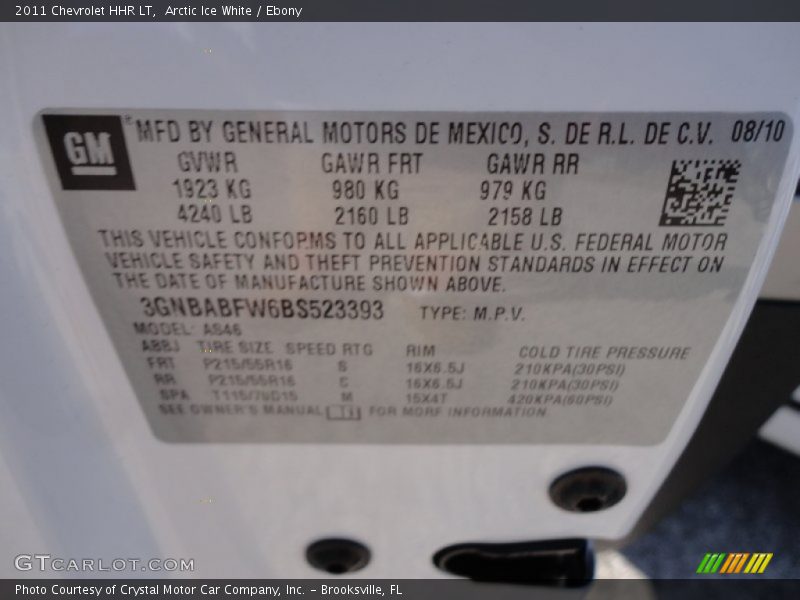 2011 Chevrolet HHR LT,  Arctic Ice White / Ebony
GM® MFD BY GENERAL MOTORS DE MEXICO, S. DE R.L. DE C.V. 08/10
GVWR GAWR FRT GAWR RR
1923 KG 980 KG 979 KG
4240 LB 2160 LB 2158 LB
THIS VEHICLE CONFORMS TO ALL APPLICABLE U.S. FEDERAL MOTOR
VEHICLE SAFETY AND THEFT PREVENTION STANDARDS IN EFFECT ON
THE DATE OF MANUFACTURE SHOWN ABOVE.
3GNBABFW6BS523393 TYPE: M.P.V.
MODEL: AS46
ABBJ TIRE SIZE SPEED RTG RIM COLD TIRE PRESSURE
FRT P215/55R16 S 16X6.5J 210KPA(30PSI)
RR P215/55R16 S 16X6.5J 210KPA(30PSI)
SPA T115/70D15 M 15X4T 420KPA(60PSI)
SEE OWNER'S MANUAL FOR MORE INFORMATION
GTCARLOT.COM
Photo Courtesy of Crystal Motor Car Company, Inc. – Brooksville, FL